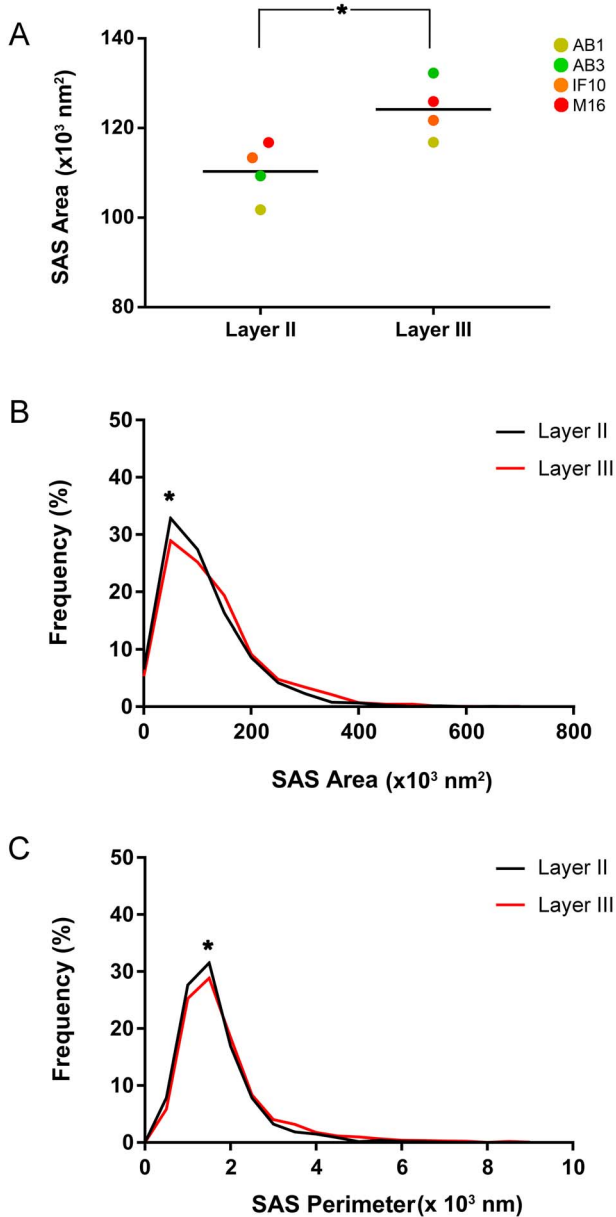 A
*
SAS Area (x10³ nm²)
140
120
100
80
Layer II
Layer III
AB1
AB3
IF10
M16
B
Frequency (%)
50
40
30
20
10
0
*
Layer II
Layer III
0 200 400 600 800
SAS Area (x10³ nm²)
C
Frequency (%)
50
40
30
20
10
0
*
Layer II
Layer III
0 2 4 6 8 10
SAS Perimeter(x 10³ nm)